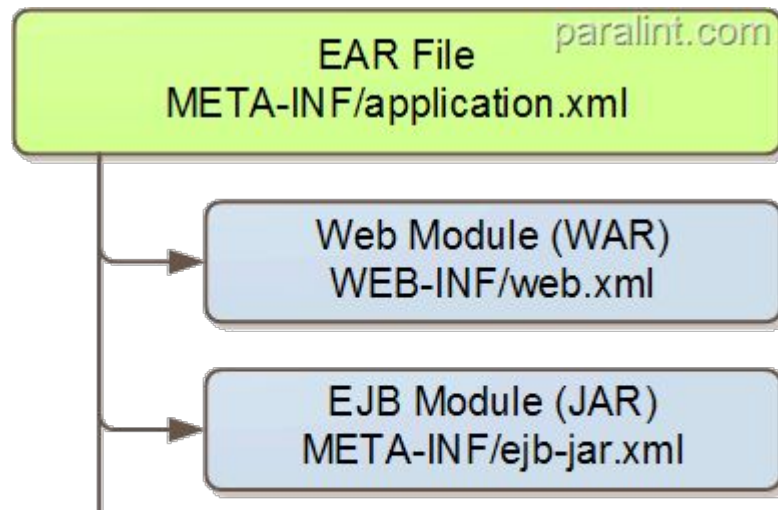 paralint.com
EAR File
META-INF/application.xml
Web Module (WAR)
WEB-INF/web.xml
EJB Module (JAR)
META-INF/ejb-jar.xml